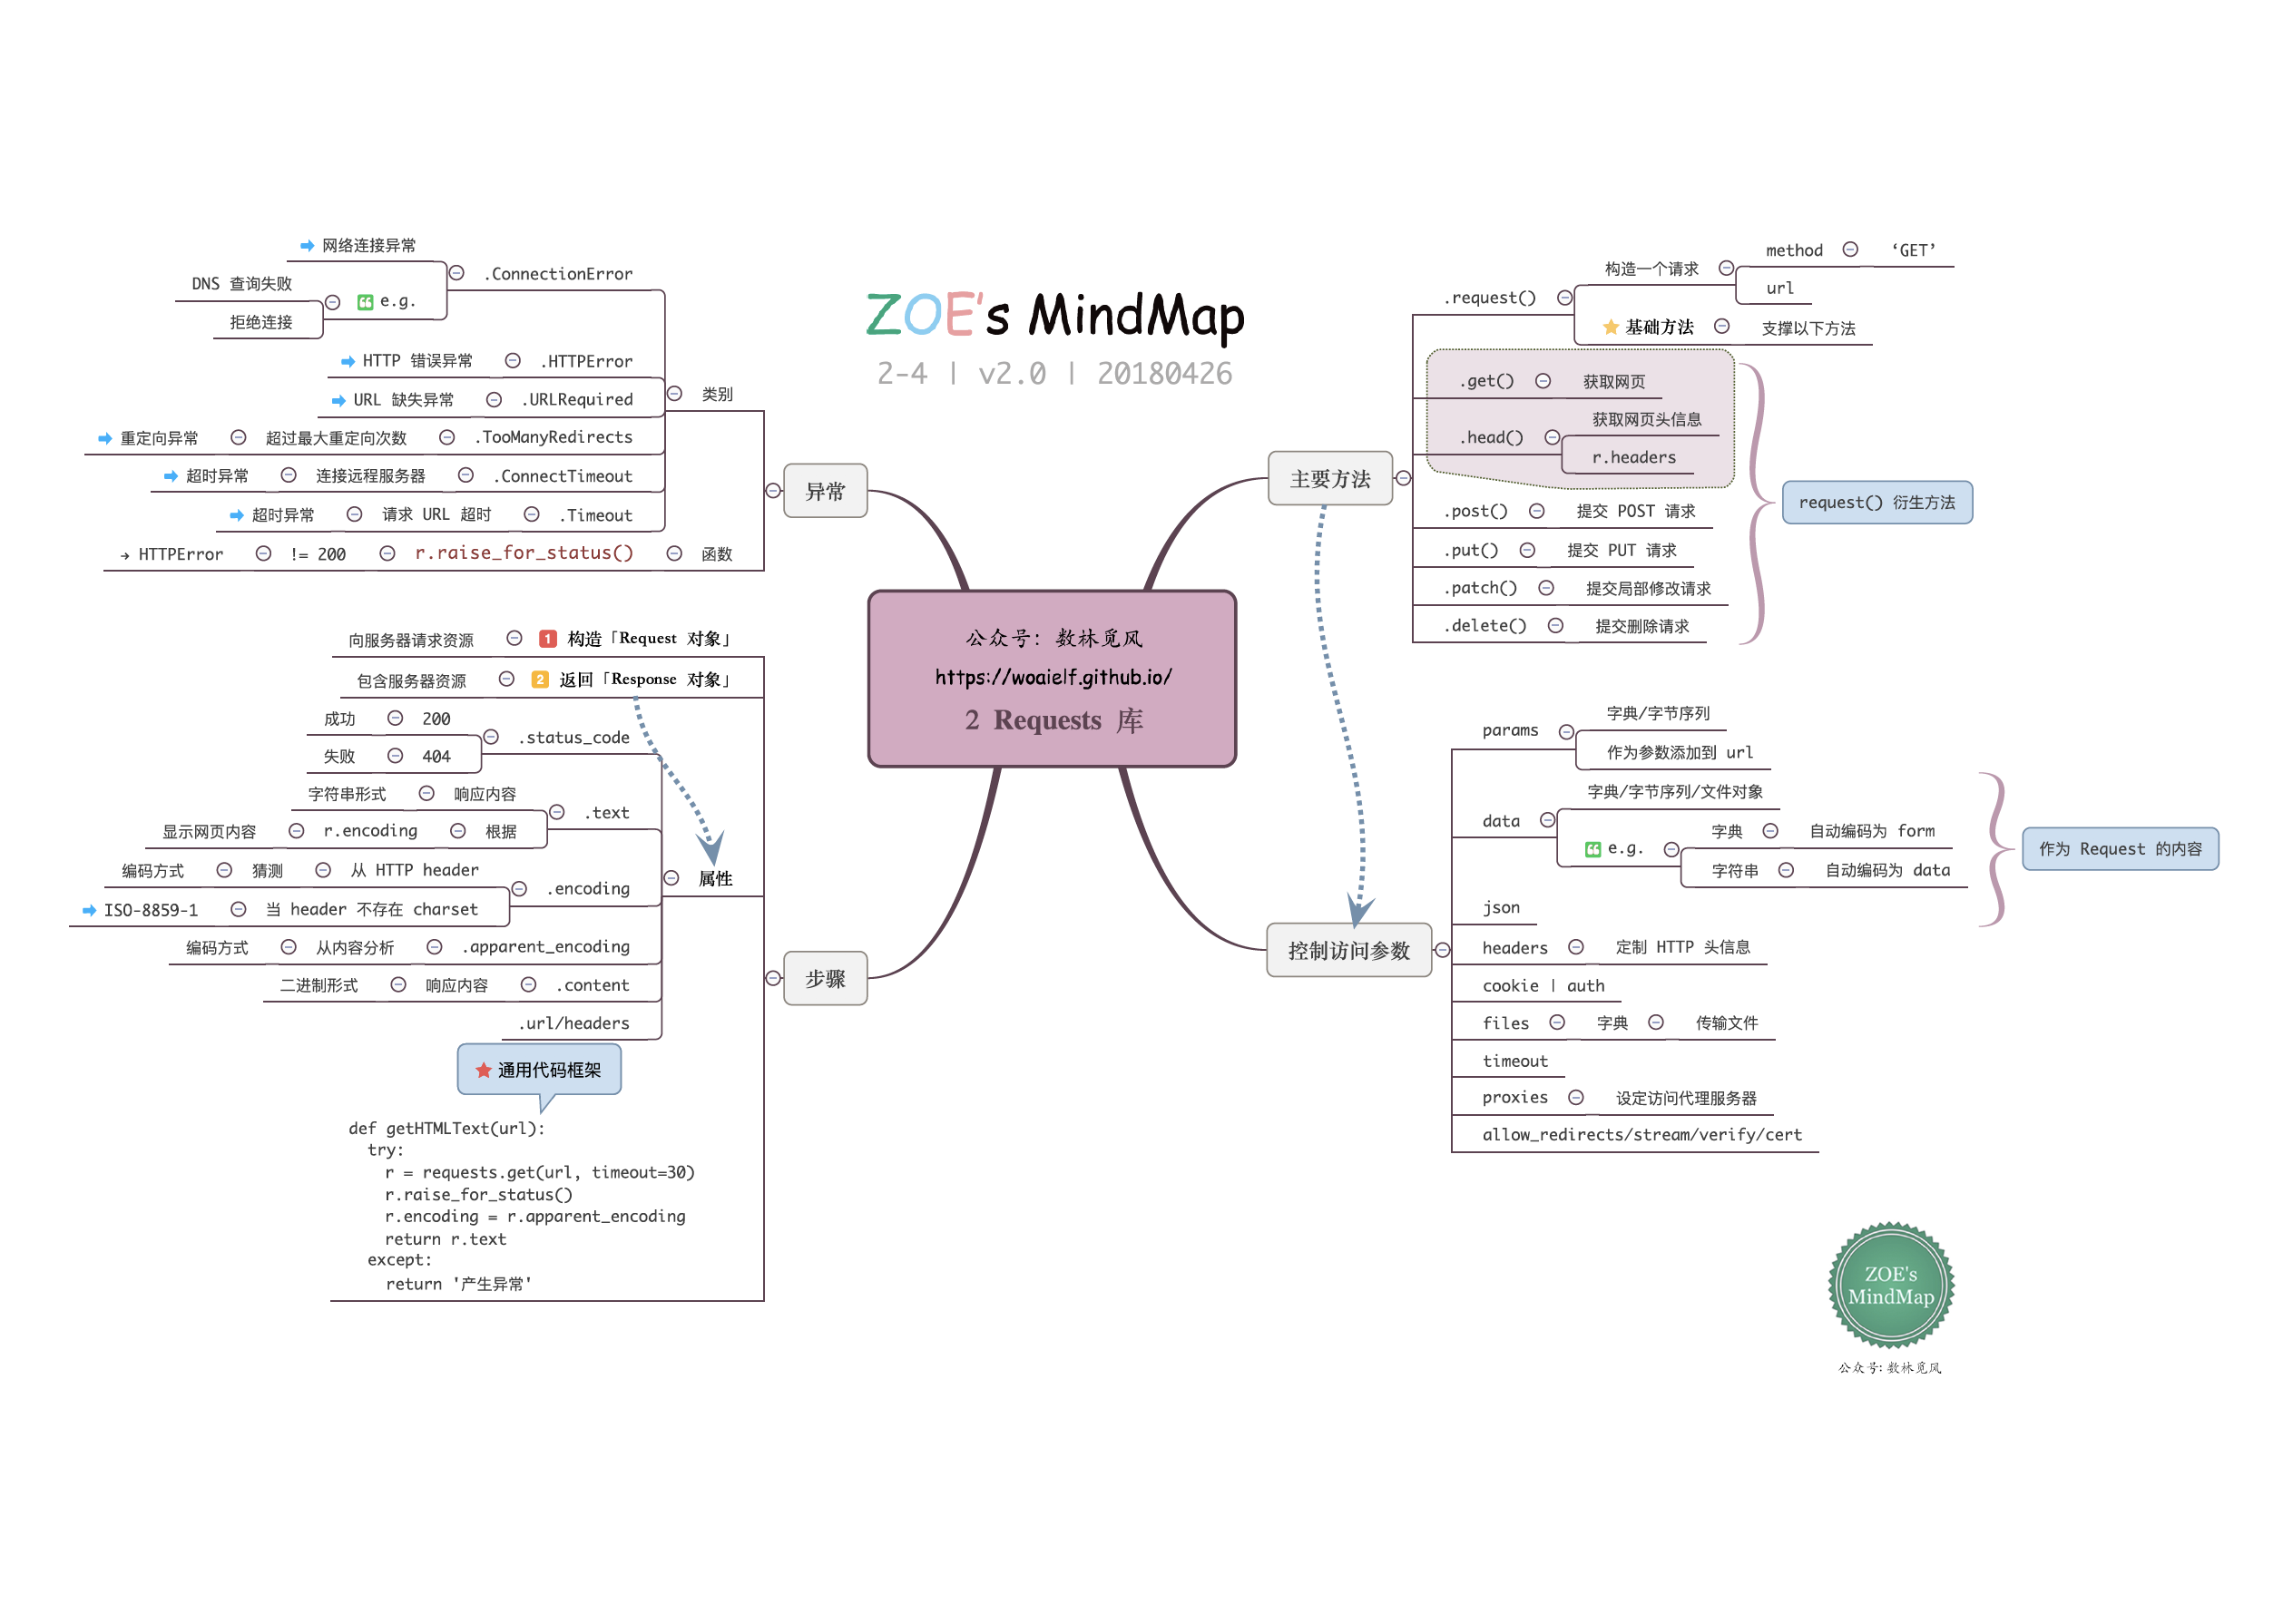 ZOE's MindMap
2-4 | v2.0 | 20180426
公众号: 数林觅风
https://woaielf.github.io/
2 Requests 库
主要方法
.request()
构造一个请求
method
‘GET’
url
基础方法
支撑以下方法
.get()
获取网页
.head()
获取网页头信息
r.headers
.post()
提交 POST 请求
.put()
提交 PUT 请求
.patch()
提交局部修改请求
.delete()
提交删除请求
request() 衍生方法
控制访问参数
params
字典/字节序列
作为参数添加到 url
data
字典/字节序列/文件对象
e.g.
字典
自动编码为 form
字符串
自动编码为 data
json
作为 Request 的内容
headers
定制 HTTP 头信息
cookie | auth
files
字典
传输文件
timeout
proxies
设定访问代理服务器
allow_redirects/stream/verify/cert
异常
类别
.ConnectionError
网络连接异常
e.g.
DNS 查询失败
拒绝连接
.HTTPError
HTTP 错误异常
.URLRequired
URL 缺失异常
.TooManyRedirects
超过最大重定向次数
重定向异常
.ConnectTimeout
连接远程服务器
超时异常
.Timeout
请求 URL 超时
超时异常
函数
r.raise_for_status()
!= 200
→ HTTPError
步骤
1 构造「Request 对象」
向服务器请求资源
2 返回「Response 对象」
包含服务器资源
属性
.status_code
200
成功
404
失败
.text
响应内容
字符串形式
根据
r.encoding
显示网页内容
.encoding
从 HTTP header
猜测
编码方式
当 header 不存在 charset
ISO-8859-1
.apparent_encoding
从内容分析
编码方式
.content
响应内容
二进制形式
.url/headers
通用代码框架
def getHTMLText(url):
try:
r = requests.get(url, timeout=30)
r.raise_for_status()
r.encoding = r.apparent_encoding
return r.text
except:
return '产生异常'
ZOE's
MindMap
公众号: 数林觅风